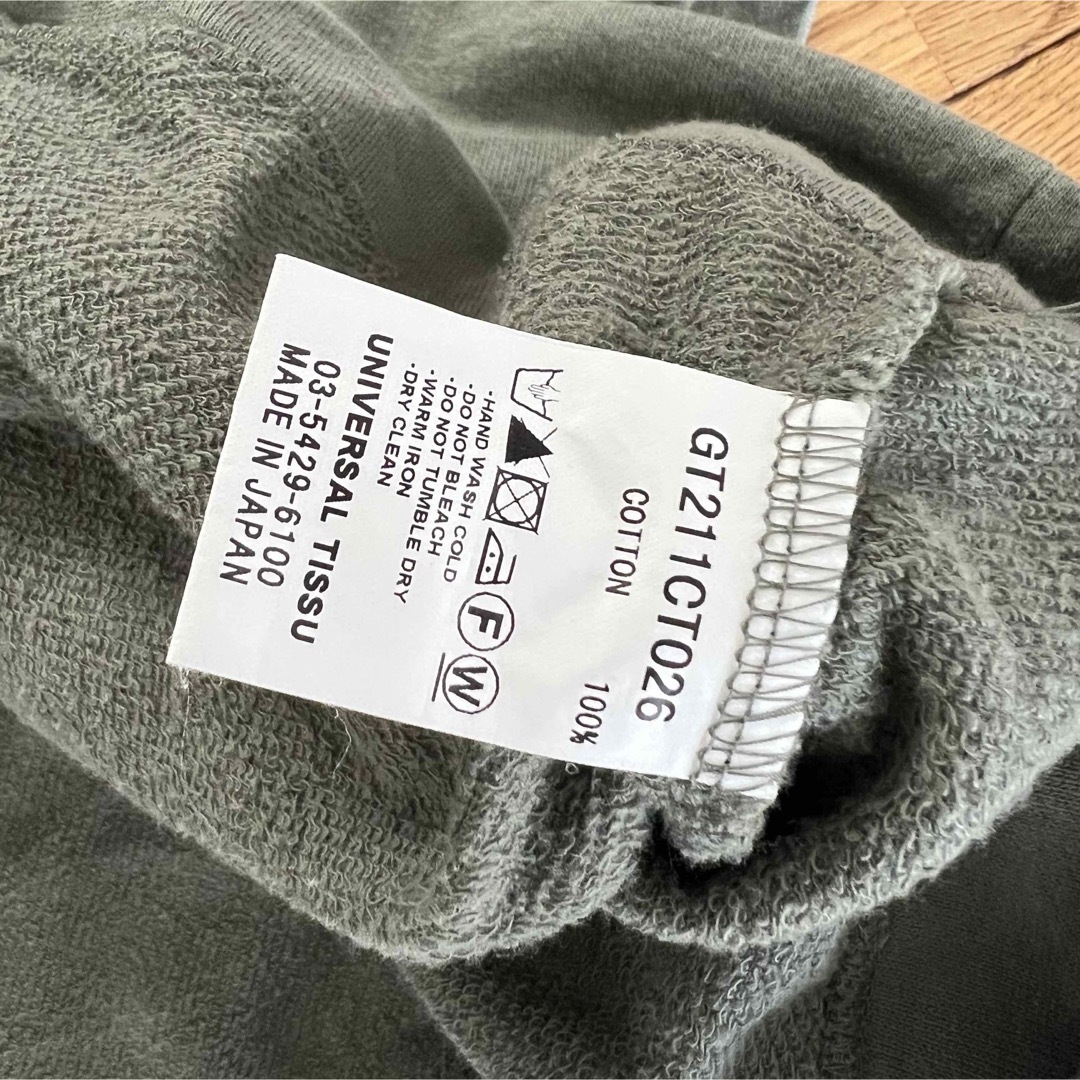 GT211CT026
COTTON 100%
F W
·HAND WASH COLD
·DO NOT BLEACH
·DO NOT TUMBLE DRY
·WARM IRON
·DRY CLEAN
UNIVERSAL TISSU
03-5429-6100
MADE IN JAPAN